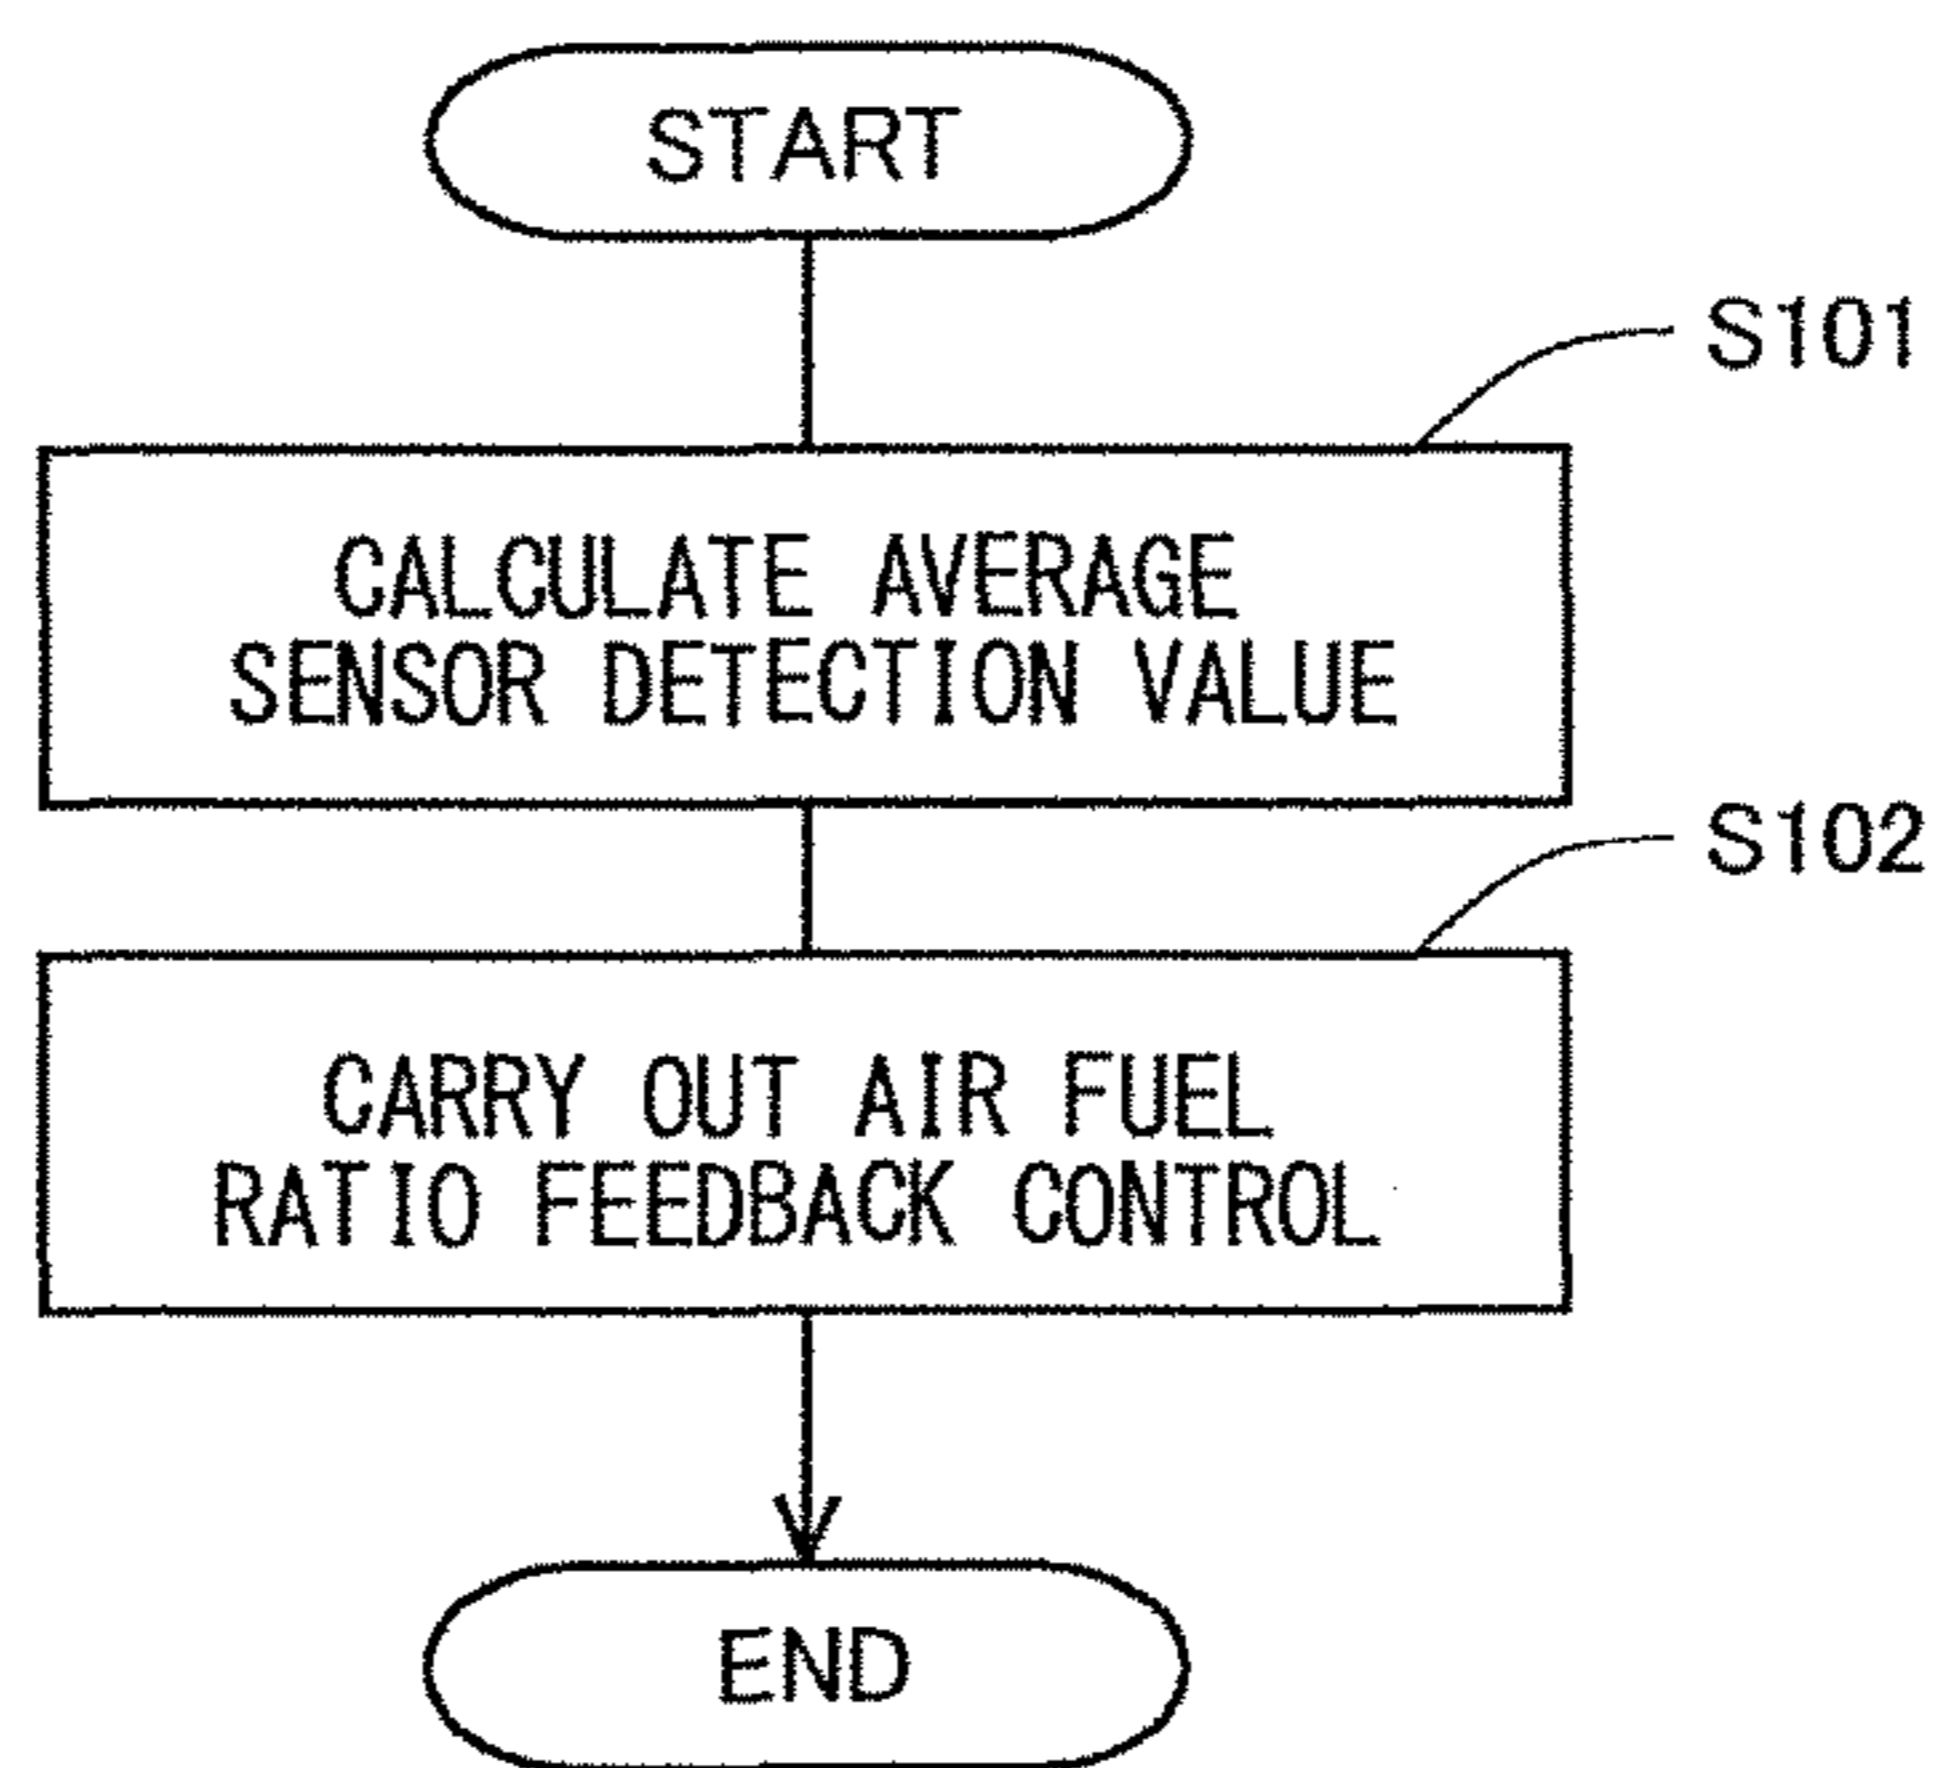 START
S101
CALCULATE AVERAGE
SENSOR DETECTION VALUE
S102
CARRY OUT AIR FUEL
RATIO FEEDBACK CONTROL
END